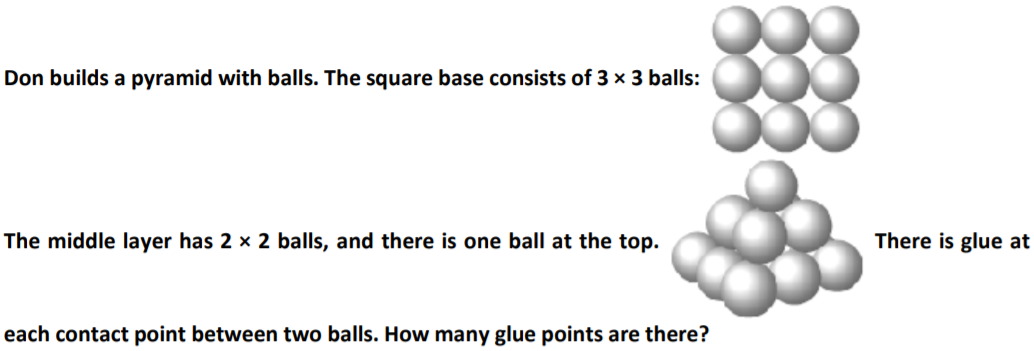 Don builds a pyramid with balls. The square base consists of 3 × 3 balls:
The middle layer has 2 × 2 balls, and there is one ball at the top. There is glue at
each contact point between two balls. How many glue points are there?